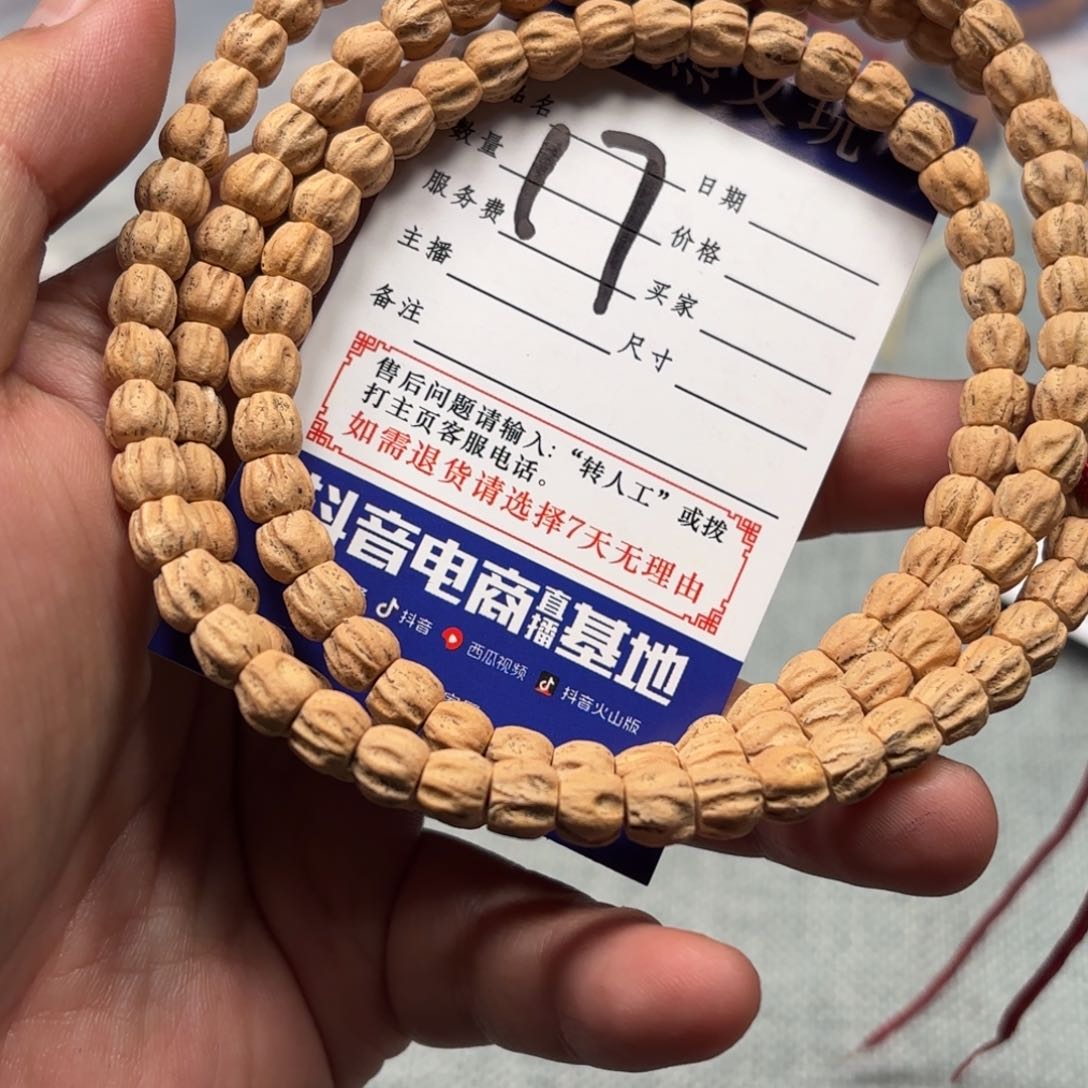 然文玩
名
17
数量
日期
服务费
价格
主播
买家
备注
尺寸
售后问题请输入:“转人工”或拨
打主页客服电话。
如需退货请选择7天无理由
抖音电商直播基地
抖音 西瓜视频 抖音火山版